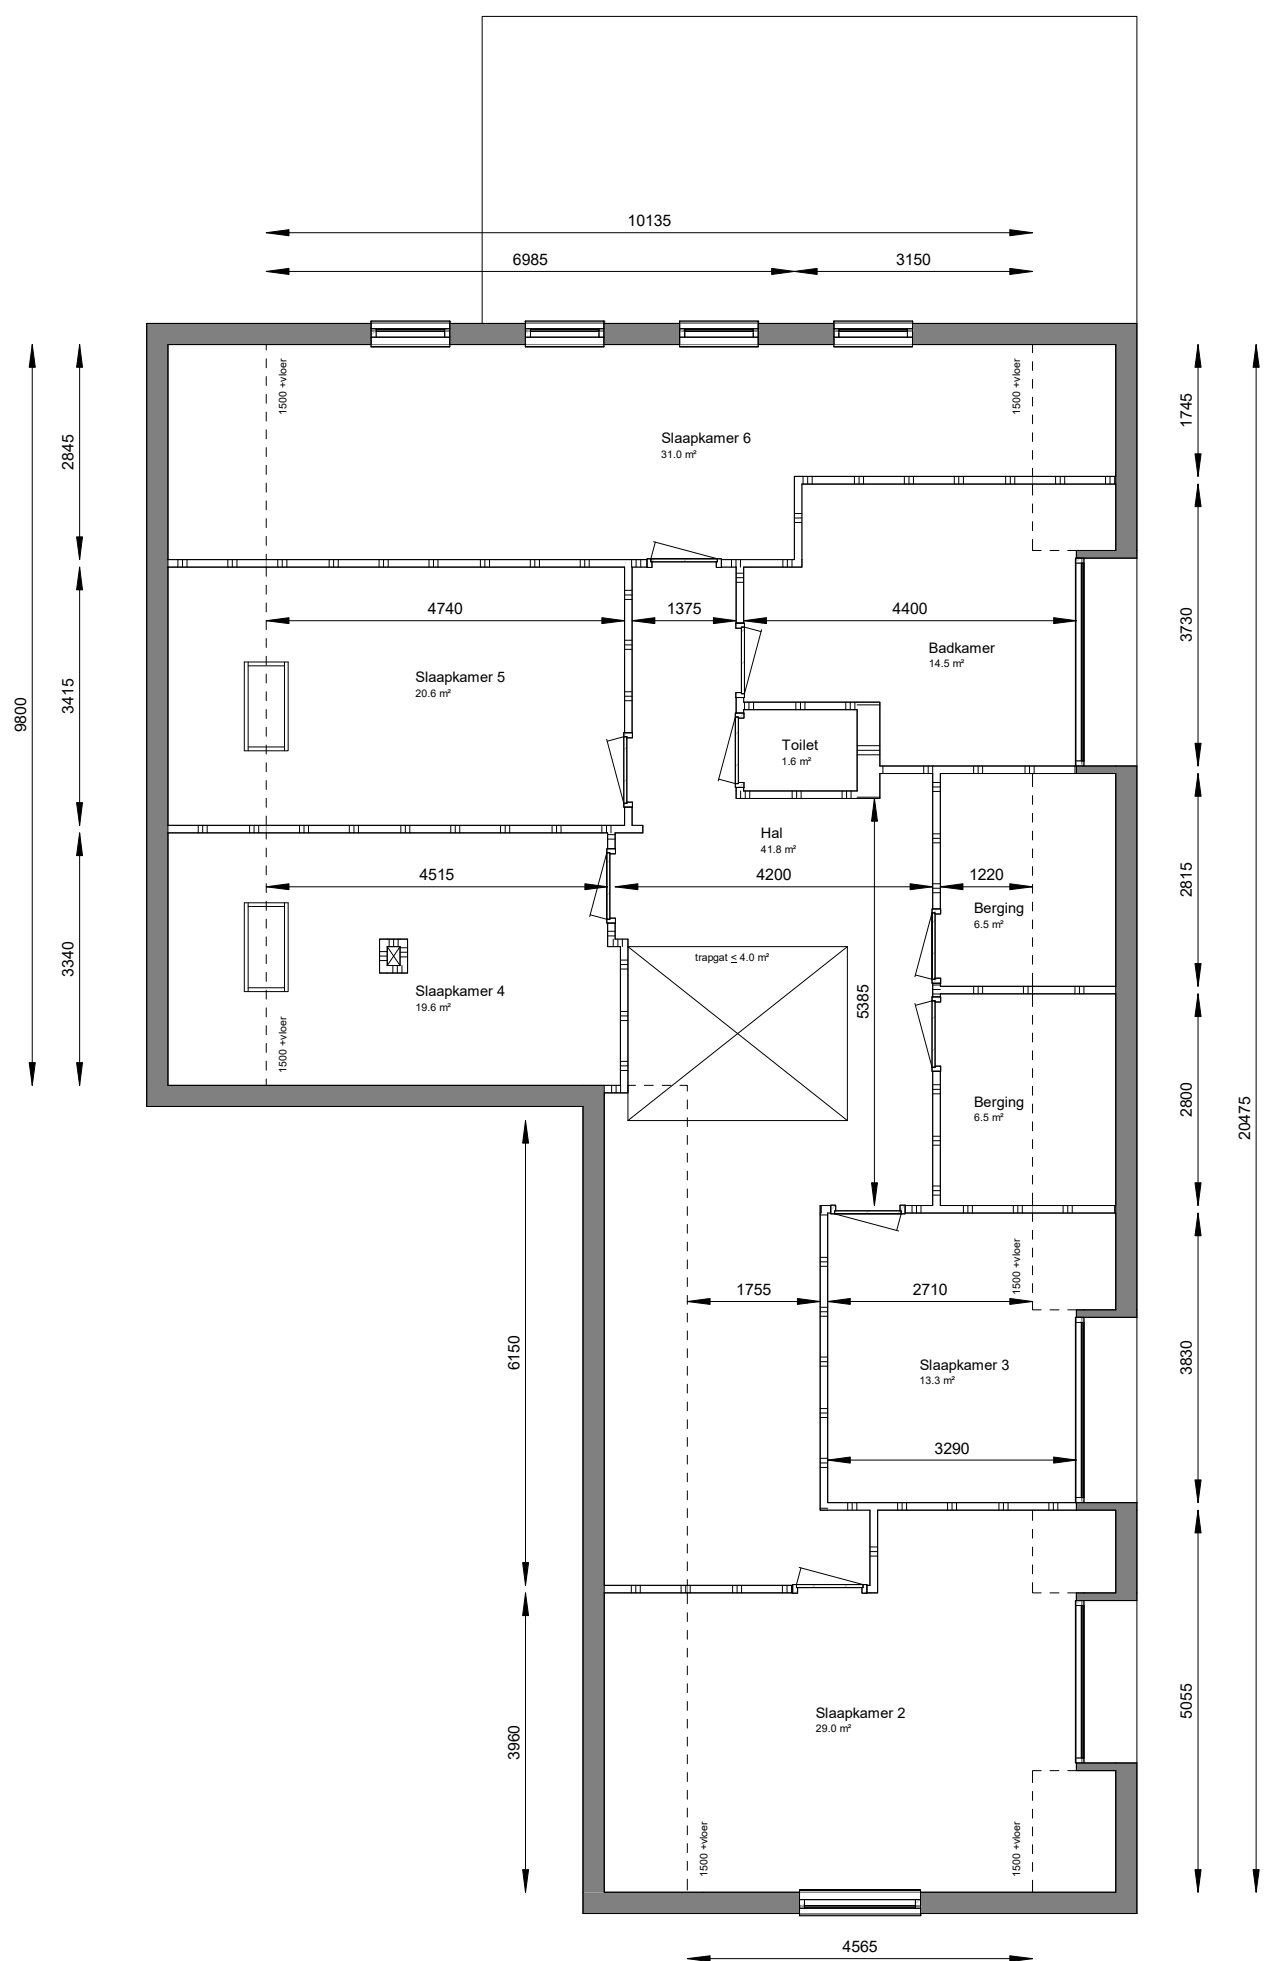 10135
6985
3150
1500 +vloer
1500 +vloer
2845
1745
Slaapkamer 6
31.0 m²
4740
1375
4400
3730
Badkamer
14.5 m²
Slaapkamer 5
20.6 m²
3415
9800
Toilet
1.6 m²
Hal
41.8 m²
4515
4200
1220
2815
Berging
6.5 m²
3340
trapgat ≤ 4.0 m²
Slaapkamer 4
19.6 m²
5385
1500 +vloer
Berging
6.5 m²
2800
20475
1500 +vloer
1755
2710
6150
Slaapkamer 3
13.3 m²
3830
3290
5055
Slaapkamer 2
29.0 m²
3960
1500 +vloer
1500 +vloer
4565